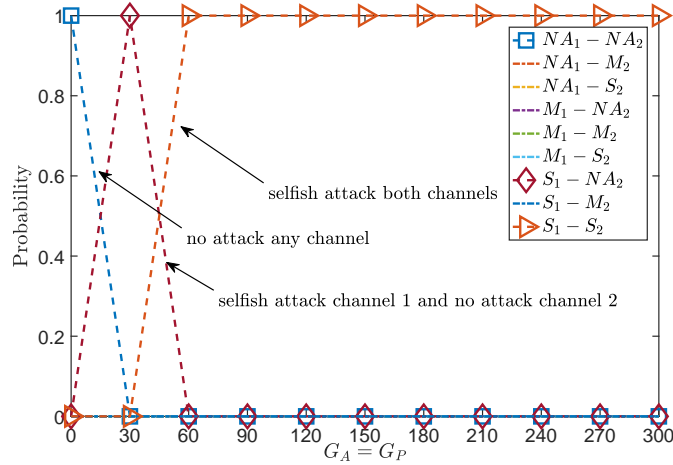 1
0.8
0.6
0.4
0.2
0
Probability
0 30 60 90 120 150 180 210 240 270 300
G_A = G_P
NA_1 − NA_2
NA_1 − M_2
NA_1 − S_2
M_1 − NA_2
M_1 − M_2
M_1 − S_2
S_1 − NA_2
S_1 − M_2
S_1 − S_2
selfish attack both channels
no attack any channel
selfish attack channel 1 and no attack channel 2